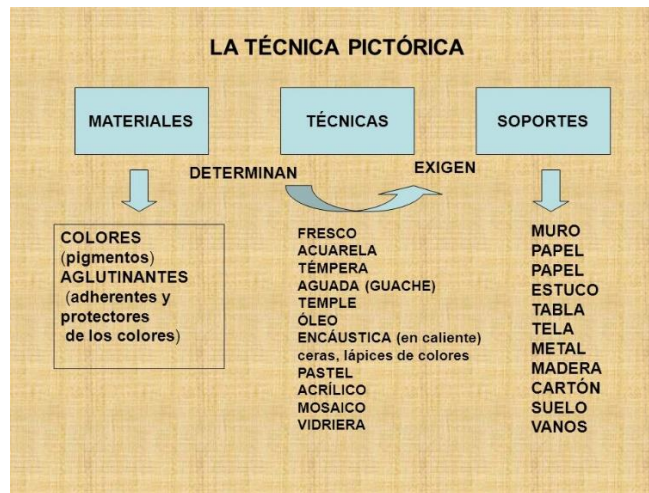 LA TÉCNICA PICTÓRICA
MATERIALES
TÉCNICAS
SOPORTES
DETERMINAN
EXIGEN
COLORES
(pigmentos)
AGLUTINANTES
(adherentes y
protectores
de los colores)
FRESCO
ACUARELA
TÉMPERA
AGUADA (GUACHE)
TEMPLE
ÓLEO
ENCÁUSTICA (en caliente)
ceras, lápices de colores
PASTEL
ACRÍLICO
MOSAICO
VIDRIERA
MURO
PAPEL
PAPEL
ESTUCO
TABLA
TELA
METAL
MADERA
CARTÓN
SUELO
VANOS